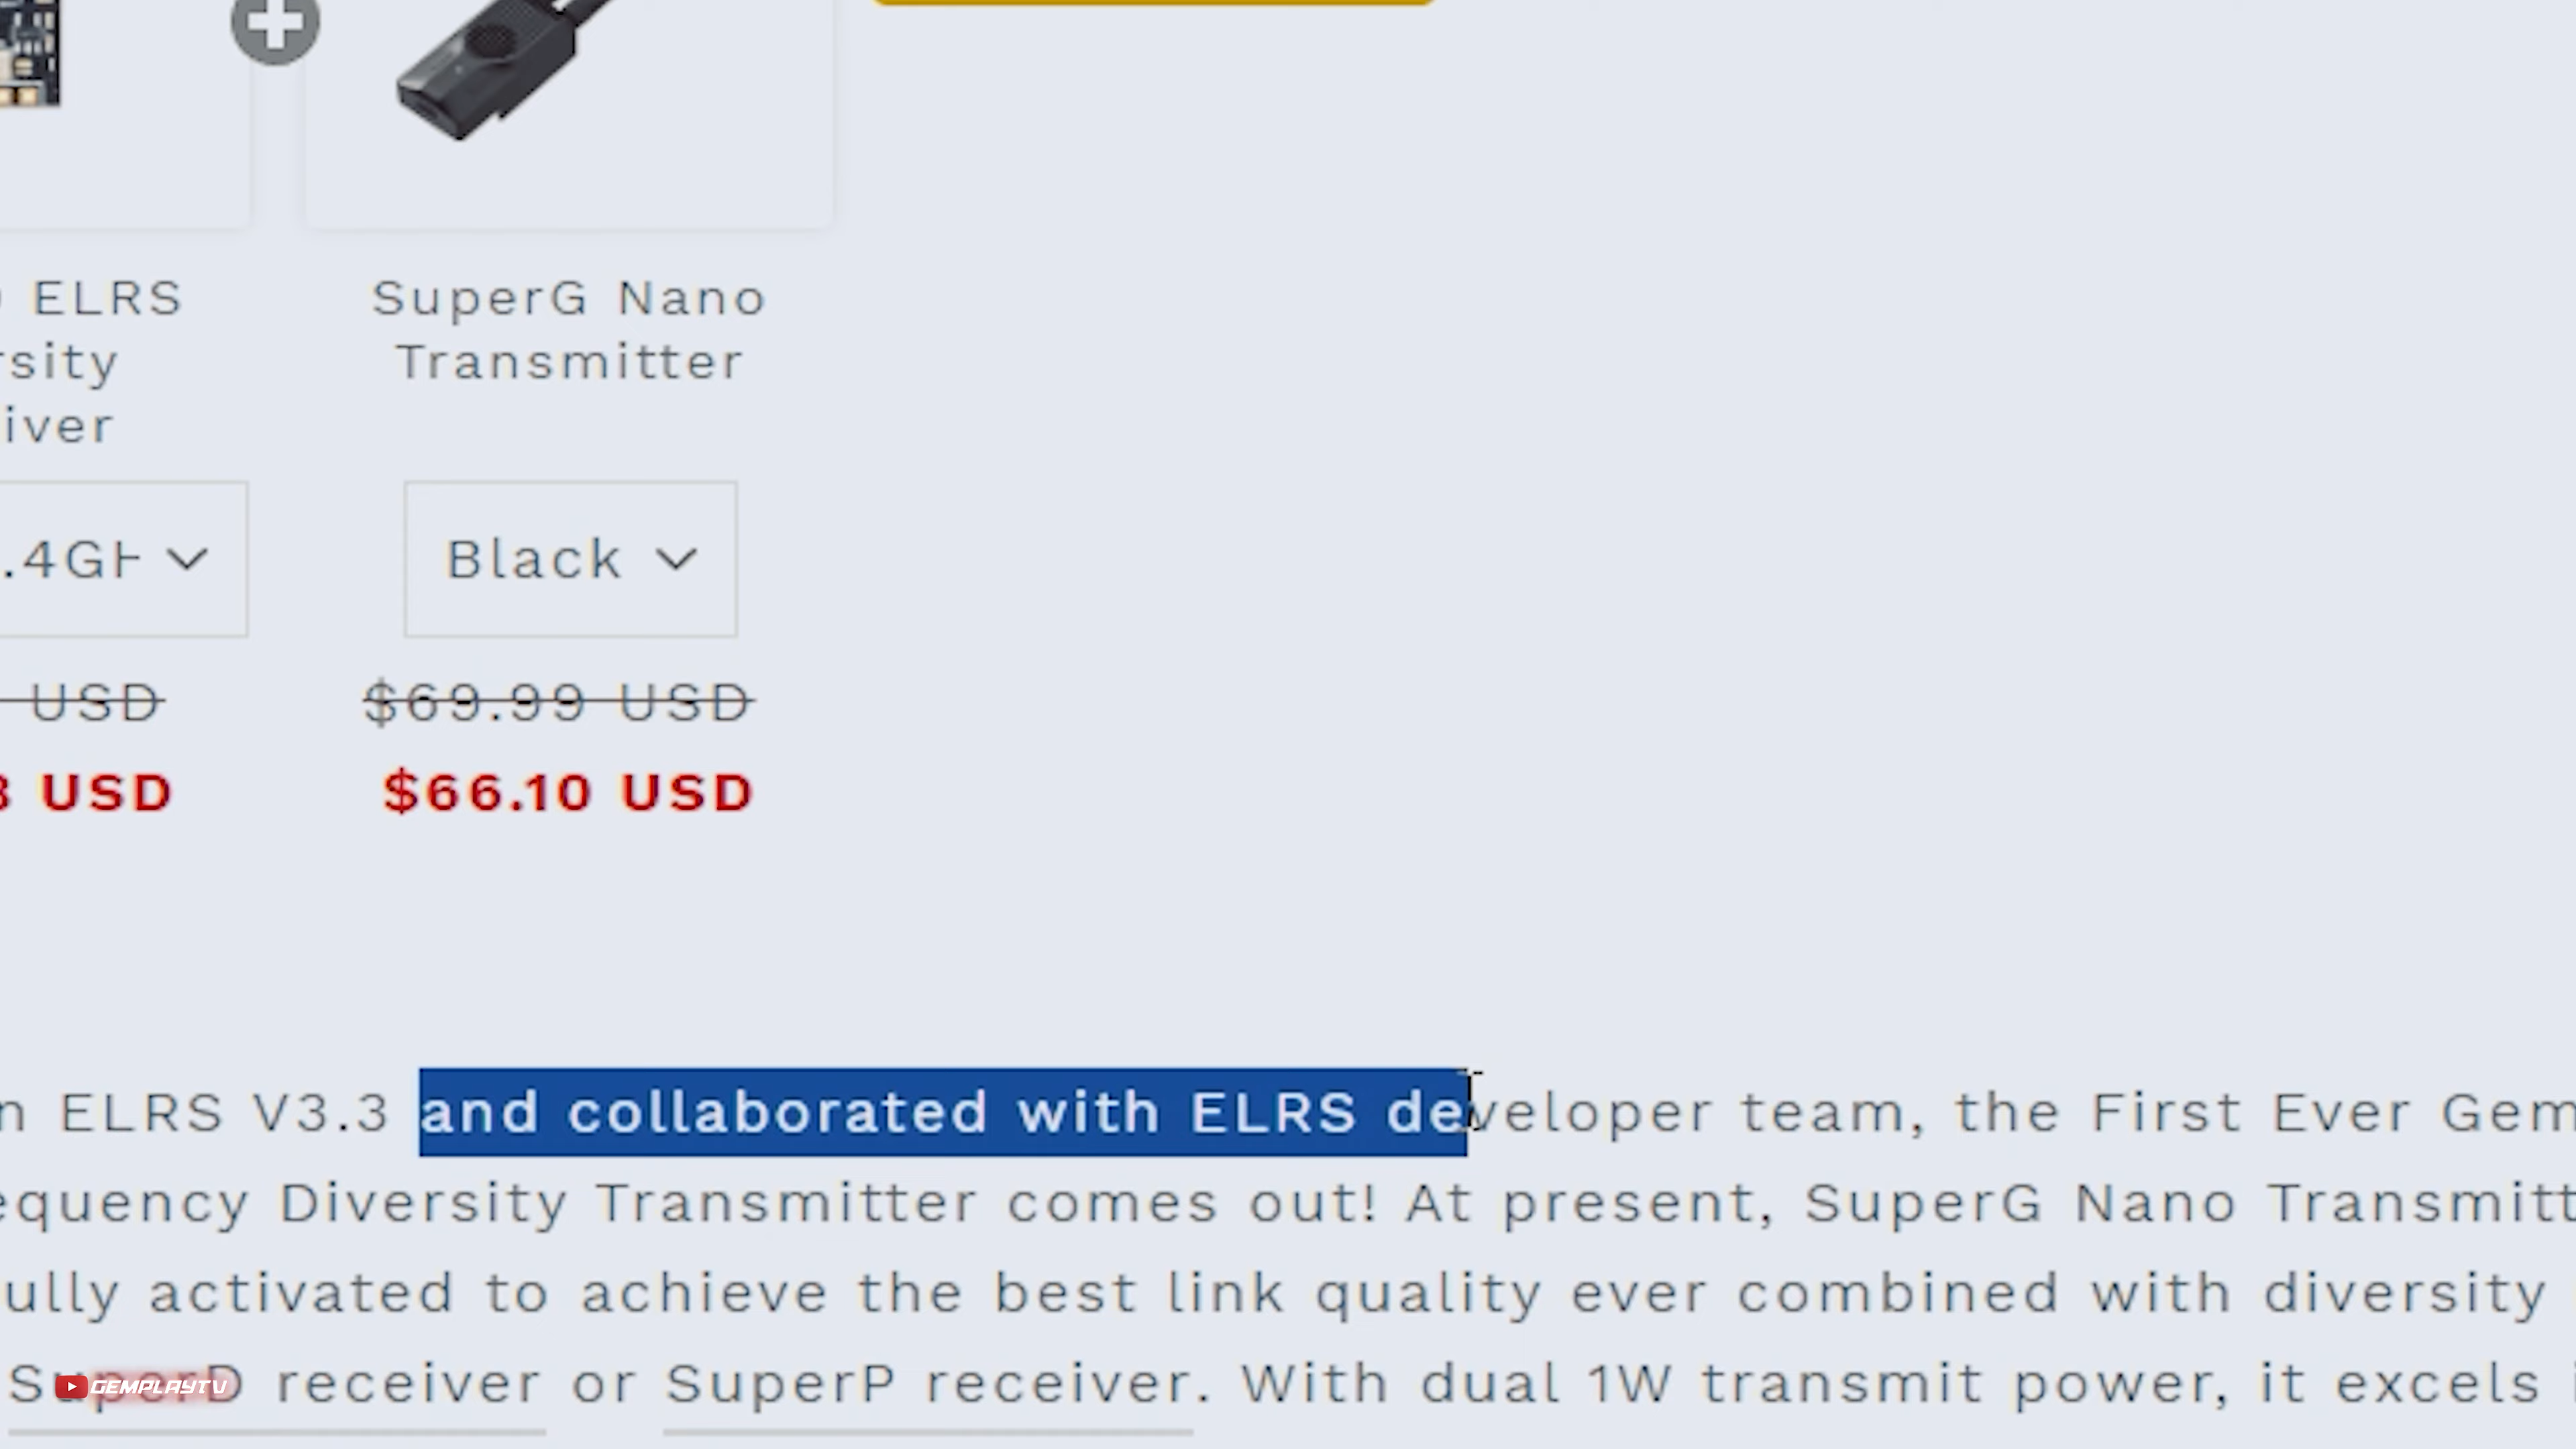 ELRS
SuperG Nano
Transmitter
.4GH
Black
USD
$69.99 USD
USD
$66.10 USD
ELRS V3.3 and collaborated with ELRS developer team, the First Ever Gem
equency Diversity Transmitter comes out! At present, SuperG Nano Transmitt
ully activated to achieve the best link quality ever combined with diversity
SuperD receiver or SuperP receiver. With dual 1W transmit power, it excels
GEMPLAYTV